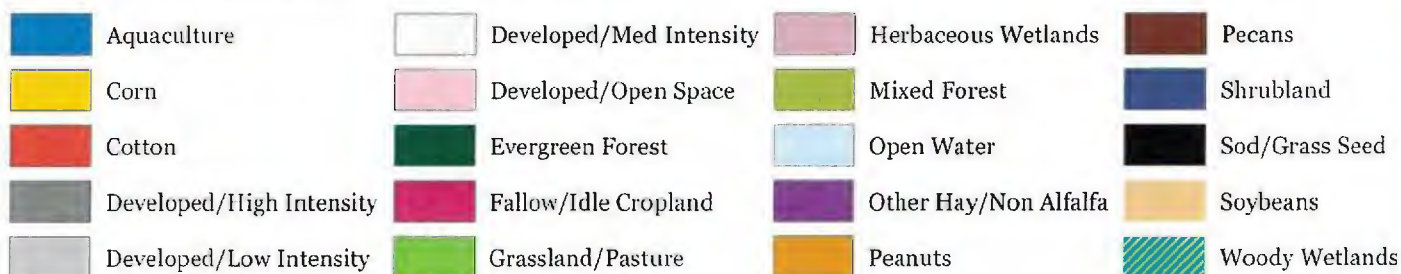 Aquaculture
Corn
Cotton
Developed/High Intensity
Developed/Low Intensity
Developed/Med Intensity
Developed/Open Space
Evergreen Forest
Fallow/Idle Cropland
Grassland/Pasture
Herbaceous Wetlands
Mixed Forest
Open Water
Other Hay/Non Alfalfa
Peanuts
Pecans
Shrubland
Sod/Grass Seed
Soybeans
Woody Wetlands